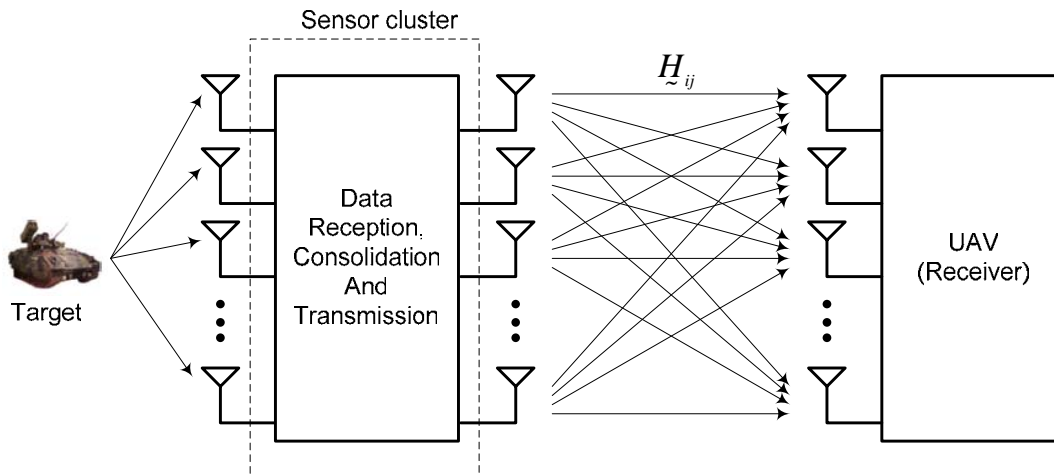 Sensor cluster
H ij
Data
Reception,
Consolidation
And
Transmission
UAV
(Receiver)
Target